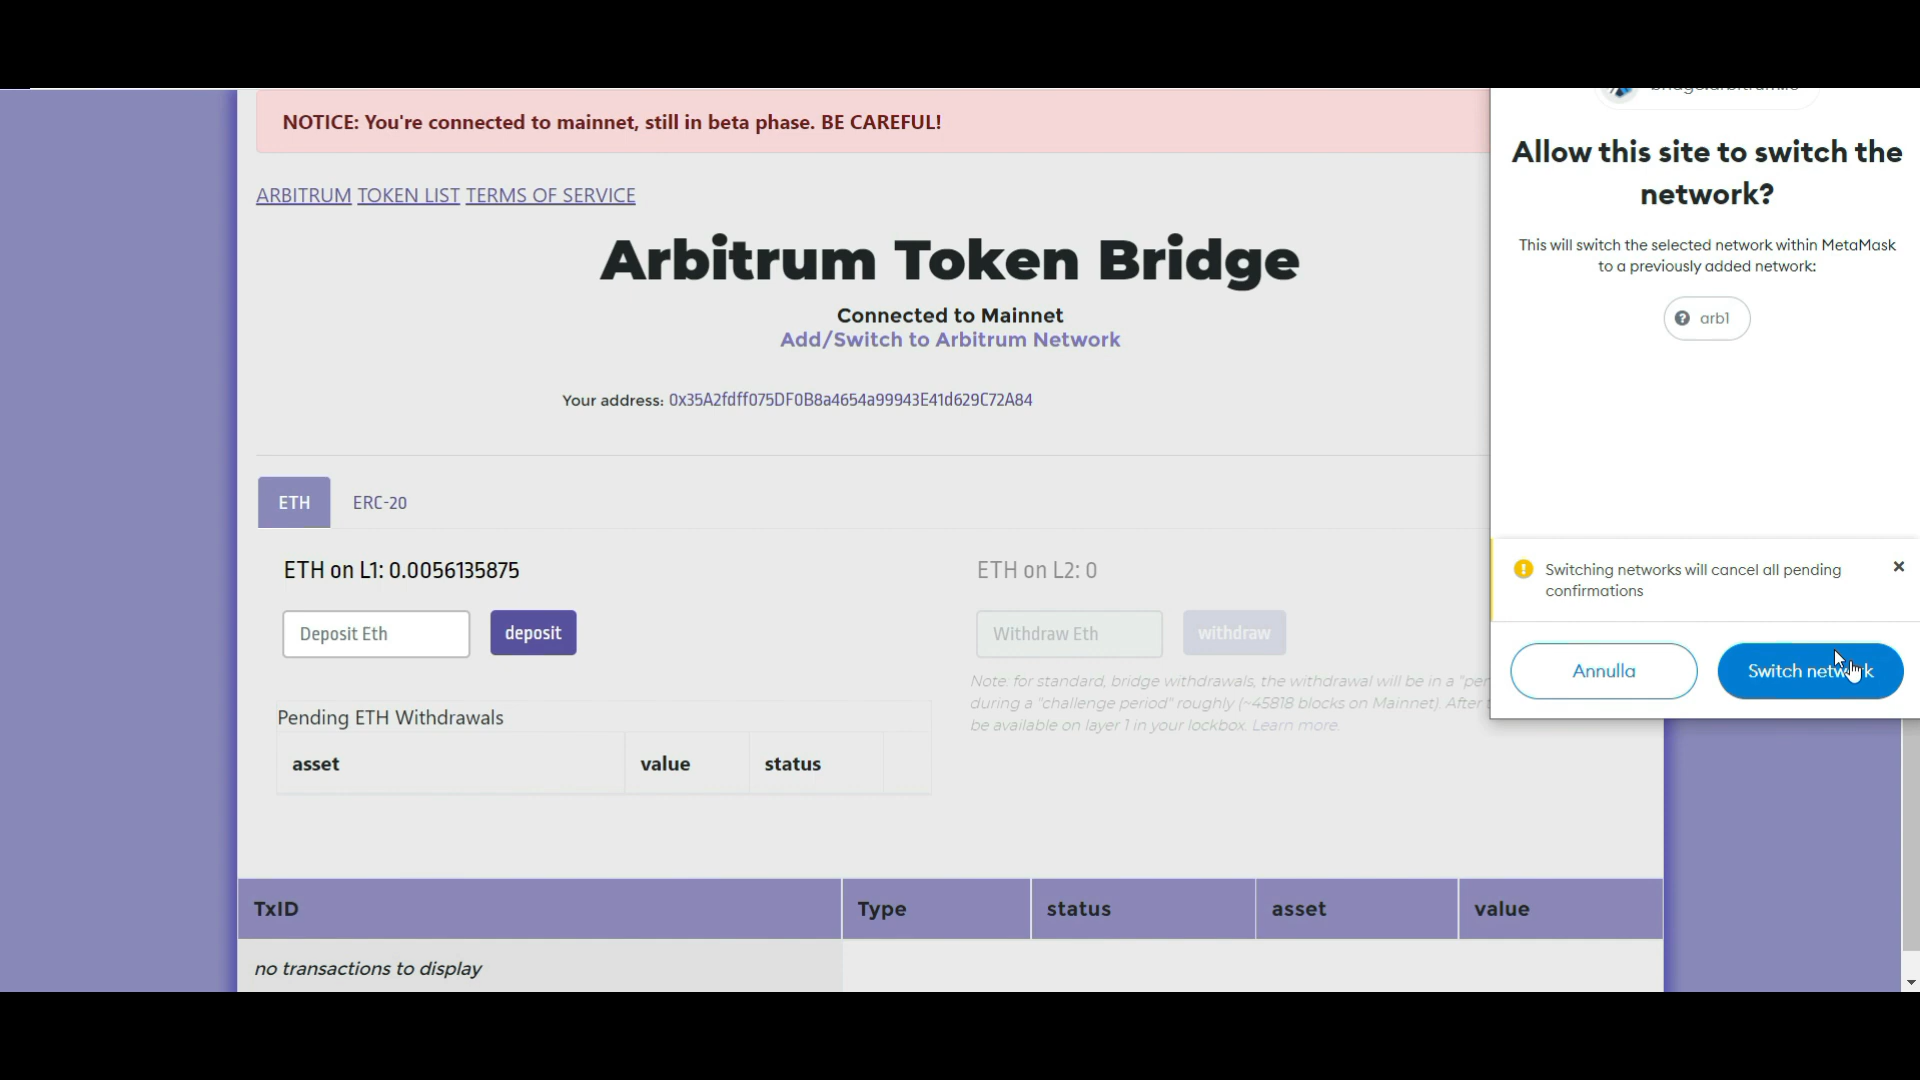 NOTICE: You're connected to mainnet, still in beta phase. BE CAREFUL!
ARBITRUM TOKEN LIST TERMS OF SERVICE
Arbitrum Token Bridge
Connected to Mainnet
Add/Switch to Arbitrum Network
Your address: 0x35A2fdff075DF0B8a4654a99943E41d629C72A84
ETH ERC-20
ETH on L1: 0.0056135875
Deposit Eth deposit
Pending ETH Withdrawals
asset value status
ETH on L2: 0
Withdraw Eth withdraw
Note: for standard, bridge withdrawals, the withdrawal will be in a
during a "challenge period" roughly (~45818 blocks on Mainnet). After
be available on layer 1 in your lockbox. Learn more.
TxID Type status asset value
no transactions to display
Allow this site to switch the
network?
This will switch the selected network within MetaMask
to a previously added network:
arb1
Switching networks will cancel all pending
confirmations
Annulla Switch network